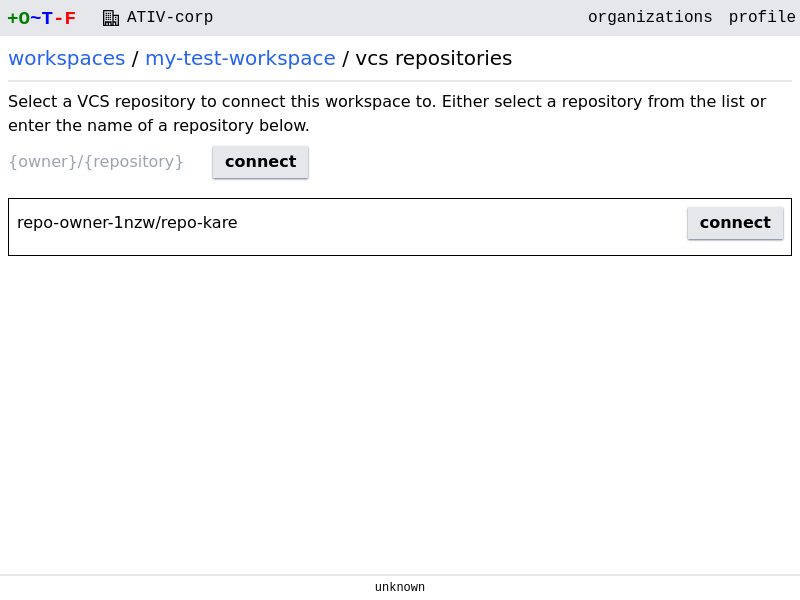 +O~T-F ATIV-corp organizations profile
workspaces / my-test-workspace / vcs repositories
Select a VCS repository to connect this workspace to. Either select a repository from the list or
enter the name of a repository below.
{owner}/{repository} connect
repo-owner-1nzw/repo-kare connect
unknown